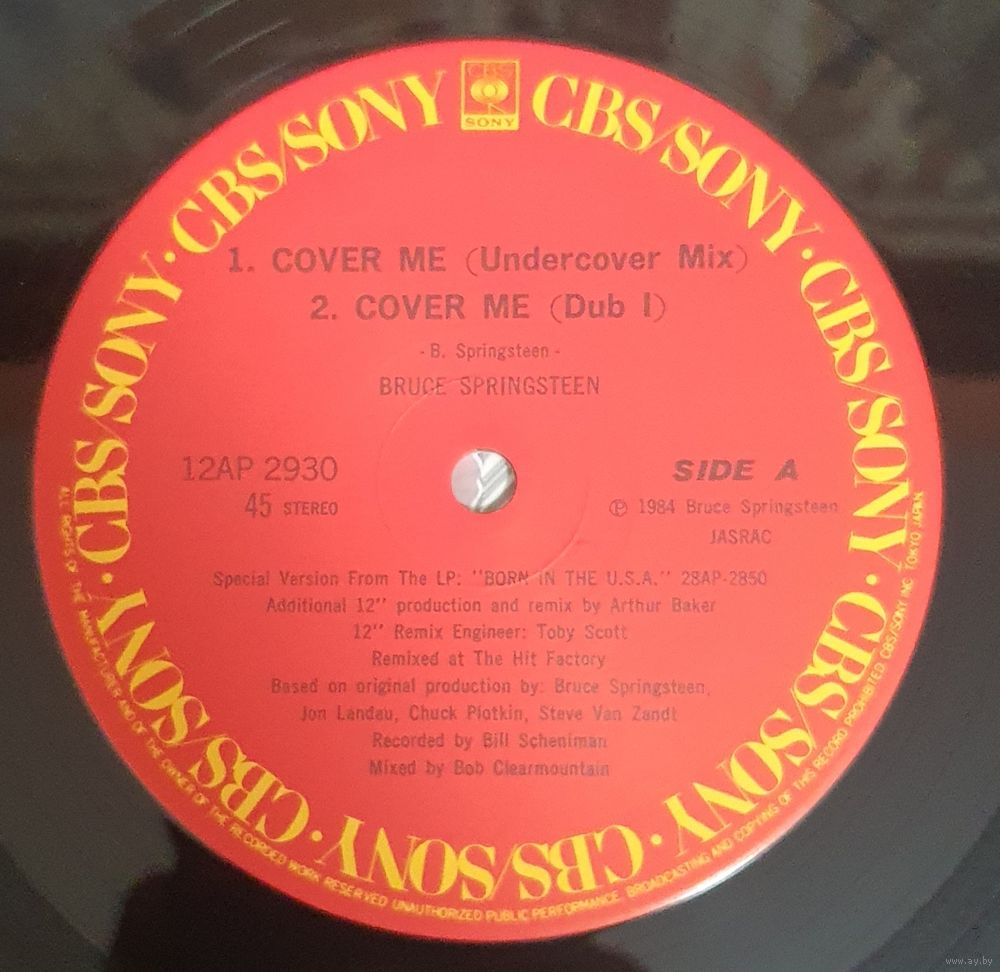 CBS
SONY
CBS/SONY · CBS/SONY · CBS/SONY · CBS/SONY · CBS/SONY · CBS/SONY · CBS/SONY · CBS/SONY
1. COVER ME (Undercover Mix)
2. COVER ME (Dub I)
- B. Springsteen -
BRUCE SPRINGSTEEN
12AP 2930
45 STEREO
SIDE A
℗ 1984 Bruce Springsteen
JASRAC
Special Version From The LP: "BORN IN THE U.S.A." 28AP-2850
Additional 12" production and remix by Arthur Baker
12" Remix Engineer: Toby Scott
Remixed at The Hit Factory
Based on original production by: Bruce Springsteen,
Jon Landau, Chuck Plotkin, Steve Van Zandt
Recorded by Bill Scheniman
Mixed by Bob Clearmountain
ALL RIGHTS OF THE MANUFACTURER AND OF THE OWNER OF THE RECORDED WORK RESERVED UNAUTHORIZED PUBLIC PERFORMANCE BROADCASTING AND COPYING OF THIS RECORD PROHIBITED CBS/SONY INC. TOKYO JAPAN
www.ay.by